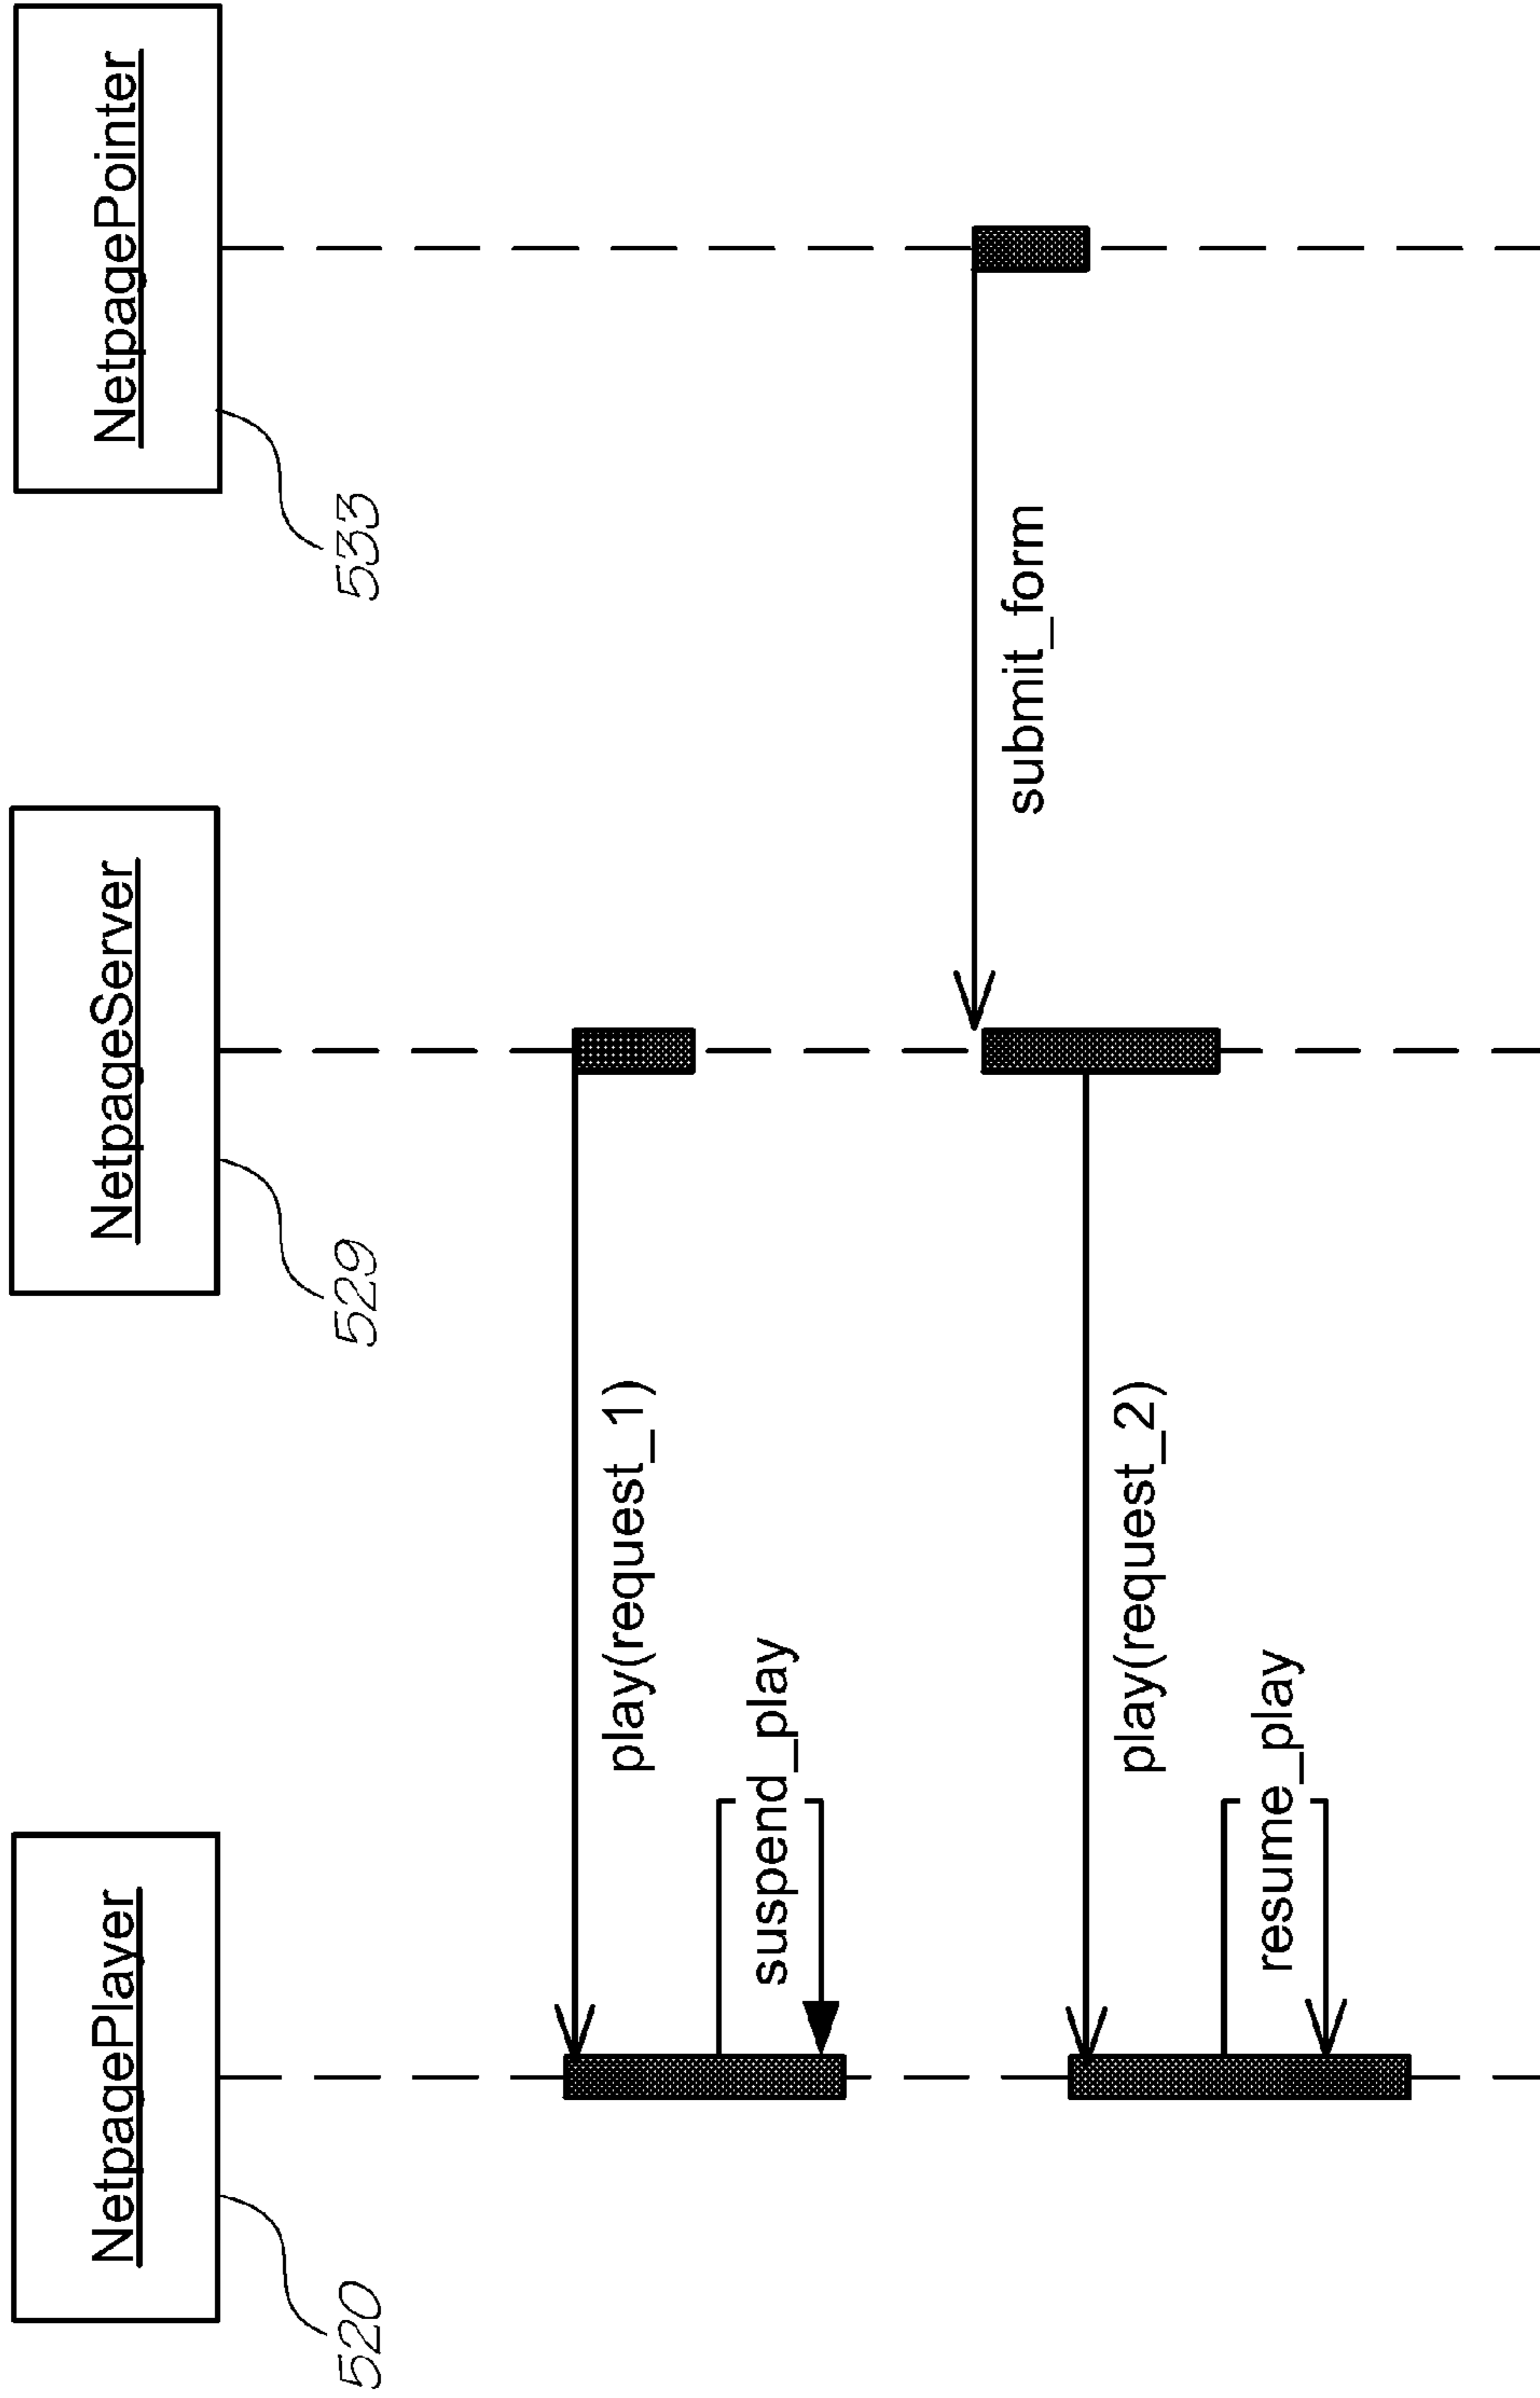 NetpagePlayer
NetpageServer
NetpagePointer
520
529
533
play(request_1)
suspend_play
submit_form
play(request_2)
resume_play